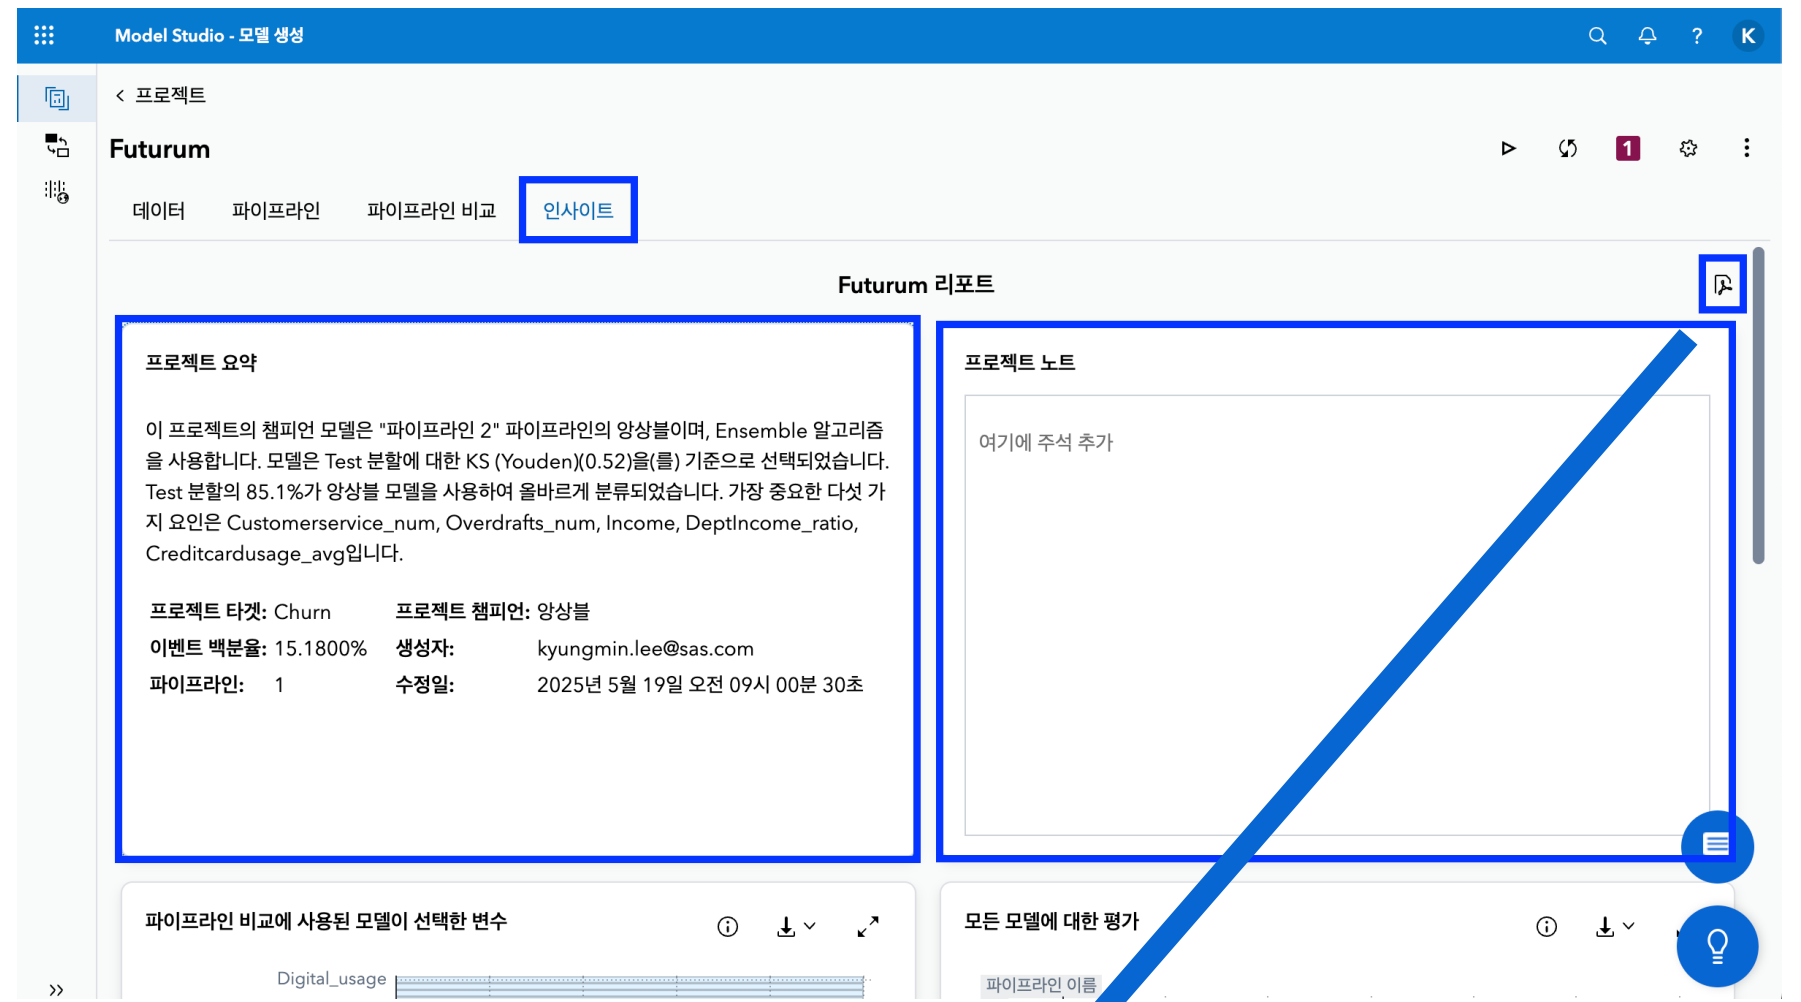 Model Studio - 모델 생성
?
K
프로젝트
Futurum
1
데이터
파이프라인
파이프라인 비교
인사이트
Futurum 리포트
프로젝트 요약
이 프로젝트의 챔피언 모델은 "파이프라인 2" 파이프라인의 앙상블이며, Ensemble 알고리즘
을 사용합니다. 모델은 Test 분할에 대한 KS (Youden)(0.52)을(를) 기준으로 선택되었습니다.
Test 분할의 85.1%가 앙상블 모델을 사용하여 올바르게 분류되었습니다. 가장 중요한 다섯 가
지 요인은 Customerservice_num, Overdrafts_num, Income, DeptIncome_ratio,
Creditcardusage_avg입니다.
프로젝트 타겟: Churn 프로젝트 챔피언: 앙상블
이벤트 백분율: 15.1800% 생성자: kyungmin.lee@sas.com
파이프라인: 1 수정일: 2025년 5월 19일 오전 09시 00분 30초
프로젝트 노트
여기에 주석 추가
파이프라인 비교에 사용된 모델이 선택한 변수
Digital_usage
모든 모델에 대한 평가
파이프라인 이름